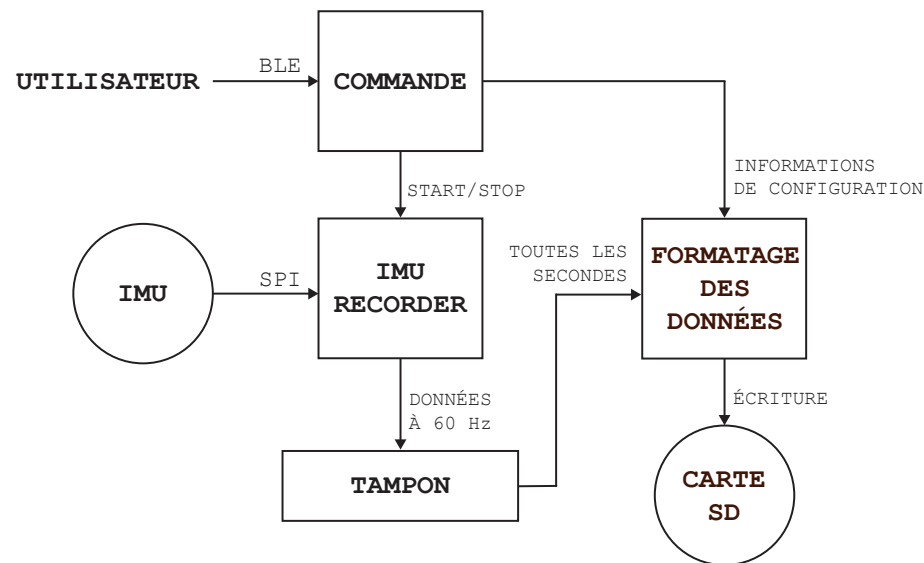 UTILISATEUR
BLE
COMMANDE
START/STOP
INFORMATIONS
DE CONFIGURATION
IMU
SPI
IMU
RECORDER
TOUTES LES
SECONDES
FORMATAGE
DES
DONNÉES
DONNÉES
À 60 Hz
TAMPON
ÉCRITURE
CARTE
SD